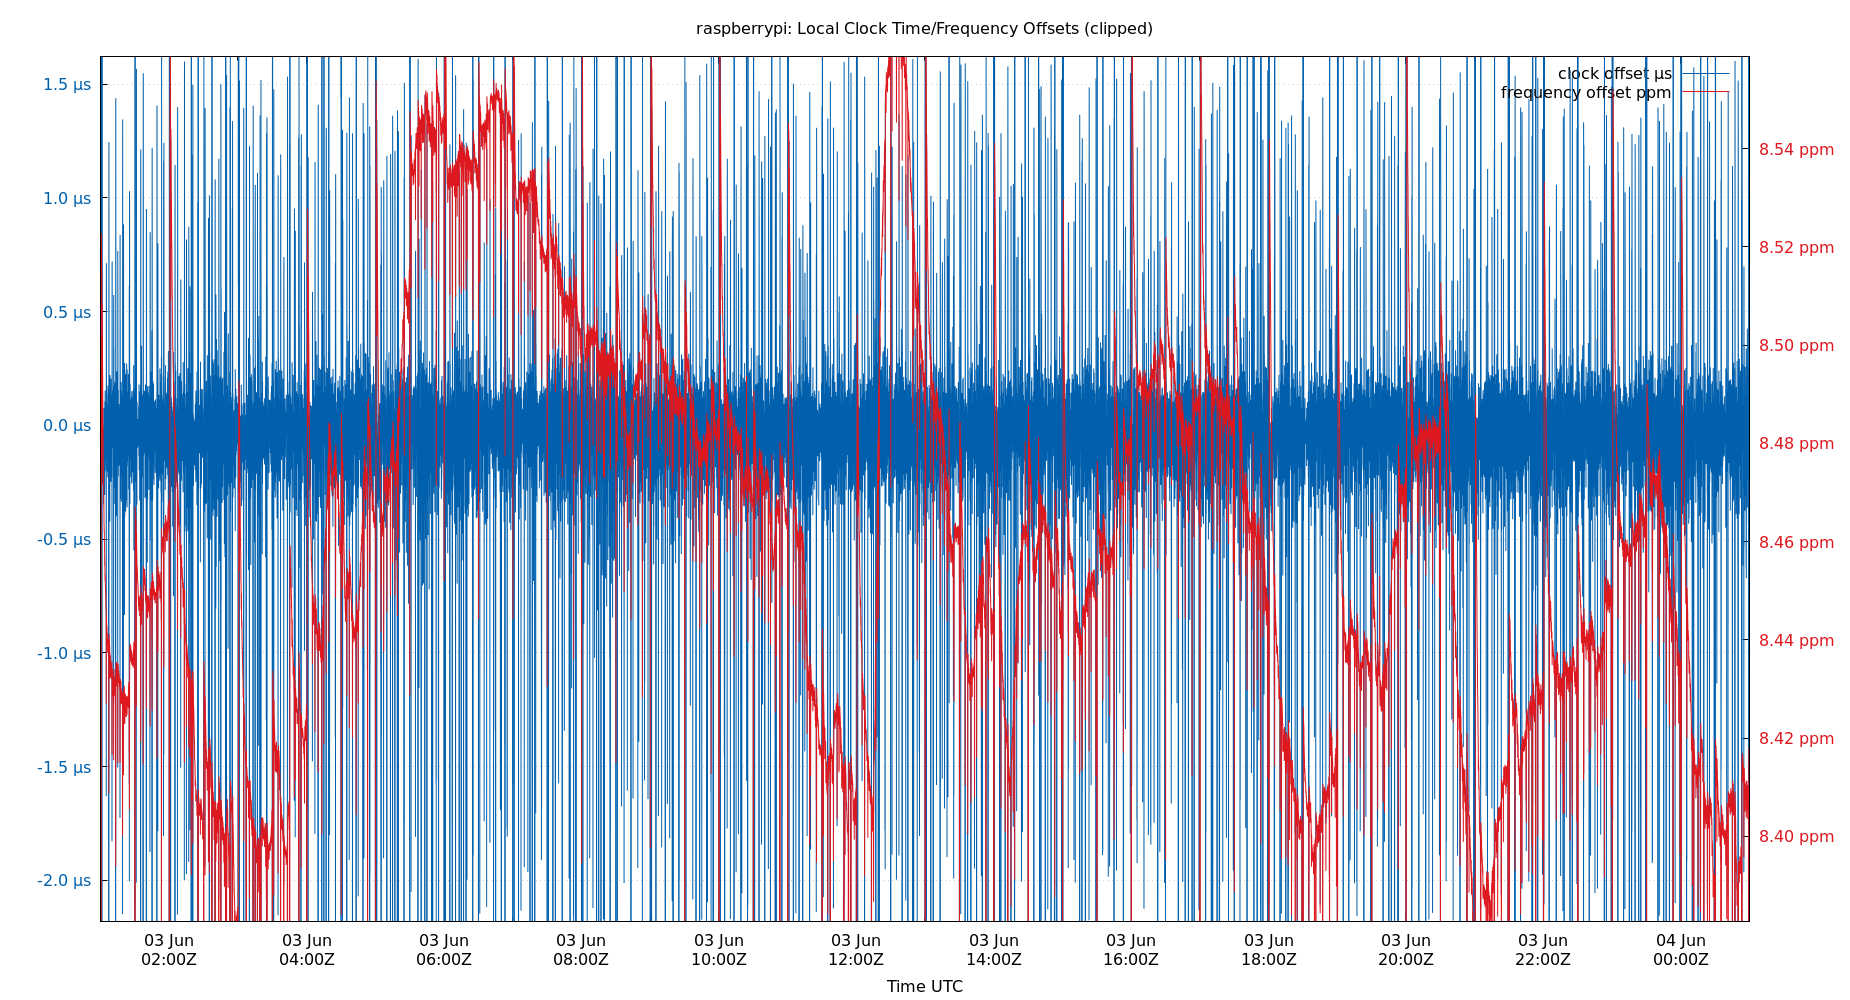 raspberrypi: Local Clock Time/Frequency Offsets (clipped)
clock offset µs
frequency offset ppm
1.5 µs
1.0 µs
0.5 µs
0.0 µs
-0.5 µs
-1.0 µs
-1.5 µs
-2.0 µs
8.54 ppm
8.52 ppm
8.50 ppm
8.48 ppm
8.46 ppm
8.44 ppm
8.42 ppm
8.40 ppm
03 Jun 03 Jun 03 Jun 03 Jun 03 Jun 03 Jun 03 Jun 03 Jun 03 Jun 03 Jun 03 Jun 04 Jun
02:00Z 04:00Z 06:00Z 08:00Z 10:00Z 12:00Z 14:00Z 16:00Z 18:00Z 20:00Z 22:00Z 00:00Z
Time UTC